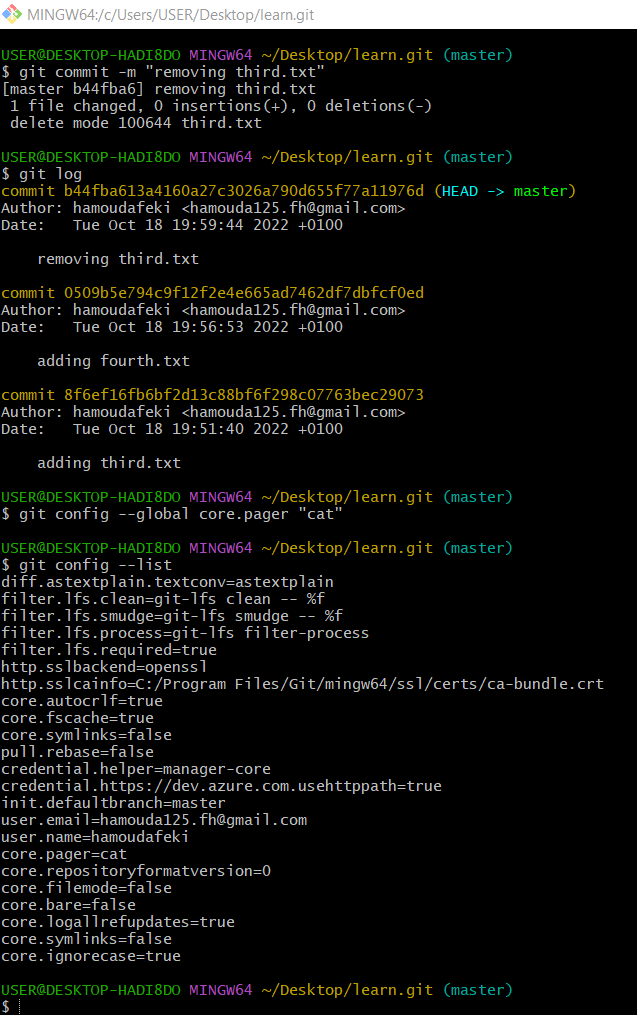 MINGW64:/c/Users/USER/Desktop/learn.git
USER@DESKTOP-HADI8DO MINGW64 ~/Desktop/learn.git (master)
$ git commit -m "removing third.txt"
[master b44fba6] removing third.txt
 1 file changed, 0 insertions(+), 0 deletions(-)
 delete mode 100644 third.txt
USER@DESKTOP-HADI8DO MINGW64 ~/Desktop/learn.git (master)
$ git log
commit b44fba613a4160a27c3026a790d655f77a11976d (HEAD -> master)
Author: hamoudafeki <hamouda125.fh@gmail.com>
Date:   Tue Oct 18 19:59:44 2022 +0100
    removing third.txt
commit 0509b5e794c9f12f2e4e665ad7462df7dbfcf0ed
Author: hamoudafeki <hamouda125.fh@gmail.com>
Date:   Tue Oct 18 19:56:53 2022 +0100
    adding fourth.txt
commit 8f6ef16fb6bf2d13c88bf6f298c07763bec29073
Author: hamoudafeki <hamouda125.fh@gmail.com>
Date:   Tue Oct 18 19:51:40 2022 +0100
    adding third.txt
USER@DESKTOP-HADI8DO MINGW64 ~/Desktop/learn.git (master)
$ git config --global core.pager "cat"
USER@DESKTOP-HADI8DO MINGW64 ~/Desktop/learn.git (master)
$ git config --list
diff.astextplain.textconv=astextplain
filter.lfs.clean=git-lfs clean -- %f
filter.lfs.smudge=git-lfs smudge -- %f
filter.lfs.process=git-lfs filter-process
filter.lfs.required=true
http.sslbackend=openssl
http.sslcainfo=C:/Program Files/Git/mingw64/ssl/certs/ca-bundle.crt
core.autocrlf=true
core.fscache=true
core.symlinks=false
pull.rebase=false
credential.helper=manager-core
credential.https://dev.azure.com.usehttppath=true
init.defaultbranch=master
user.email=hamouda125.fh@gmail.com
user.name=hamoudafeki
core.pager=cat
core.repositoryformatversion=0
core.filemode=false
core.bare=false
core.logallrefupdates=true
core.symlinks=false
core.ignorecase=true
USER@DESKTOP-HADI8DO MINGW64 ~/Desktop/learn.git (master)
$